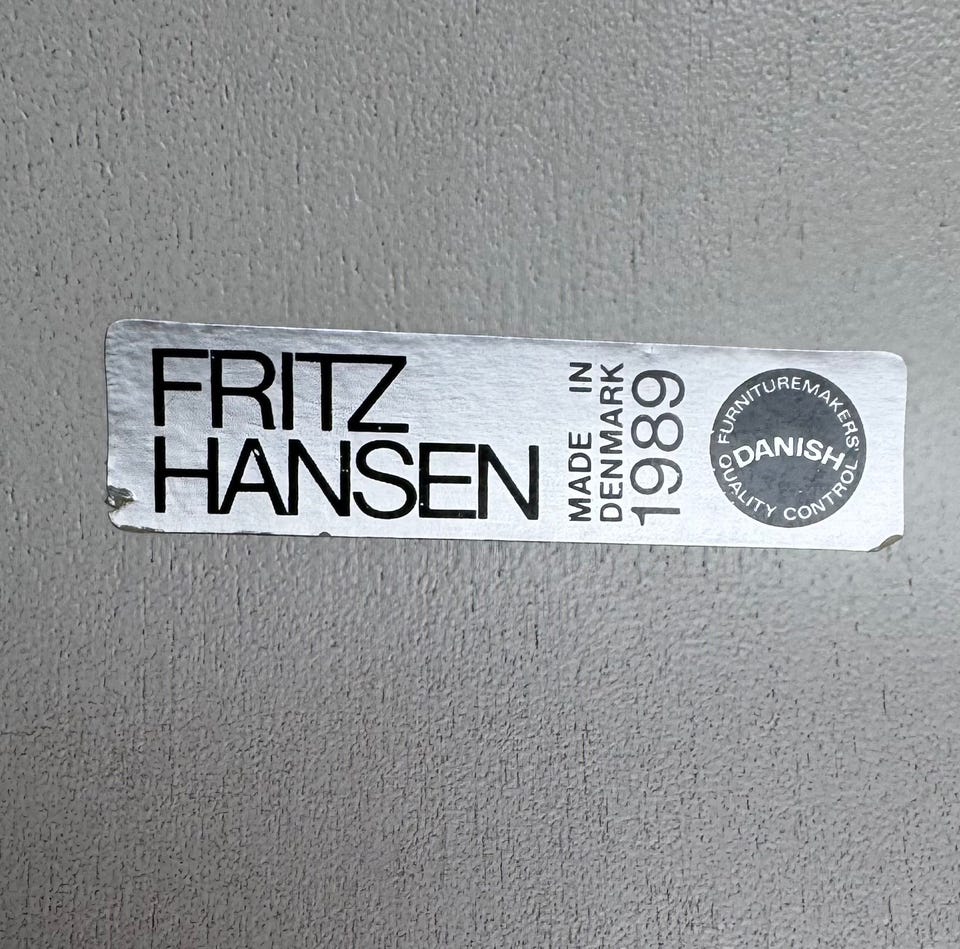 FRITZ
HANSEN
MADE IN
DENMARK
1989
FURNITUREMAKERS'
DANISH
QUALITY CONTROL